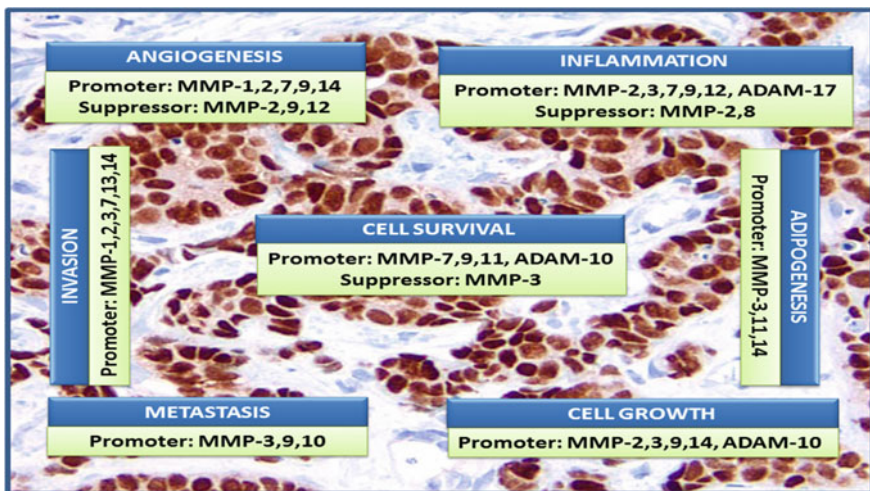 ANGIOGENESIS
Promoter: MMP-1,2,7,9,14
Suppressor: MMP-2,9,12
INFLAMMATION
Promoter: MMP-2,3,7,9,12, ADAM-17
Suppressor: MMP-2,8
INVASION
Promoter: MMP-1,2,3,7,13,14
CELL SURVIVAL
Promoter: MMP-7,9,11, ADAM-10
Suppressor: MMP-3
ADIPOGENESIS
Promoter: MMP-3,11,14
METASTASIS
Promoter: MMP-3,9,10
CELL GROWTH
Promoter: MMP-2,3,9,14, ADAM-10